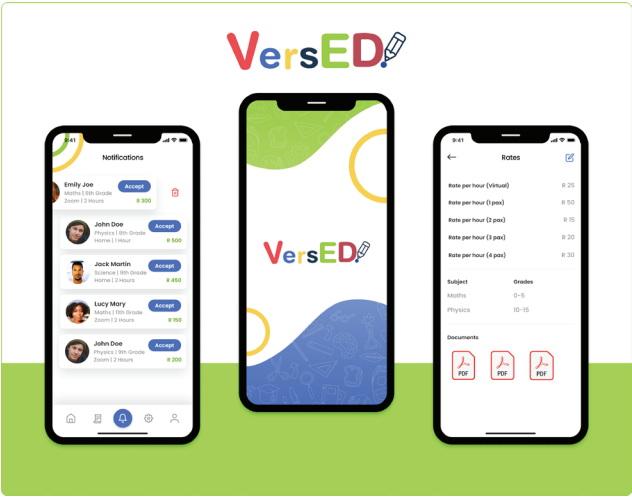 VersED!
9:41
Notifications
Emily Joe
Maths | 9th Grade
Zoom | 2 Hours
Accept
R 300
John Doe
Physics | 9th Grade
Home | 1 Hour
Accept
R 500
Jack Martin
Science | 9th Grade
Home | 2 Hours
Accept
R 450
Lucy Mary
Maths | 11th Grade
Zoom | 2 Hours
Accept
R 150
John Doe
Physics | 9th Grade
Zoom | 2 Hours
Accept
R 200
VersED!
9:41
Rates
Rate per hour (Virtual) R 25
Rate per hour (1 pax) R 50
Rate per hour (2 pax) R 15
Rate per hour (3 pax) R 20
Rate per hour (4 pax) R 30
Subject Grades
Maths 0-5
Physics 10-15
Documents
PDF PDF PDF